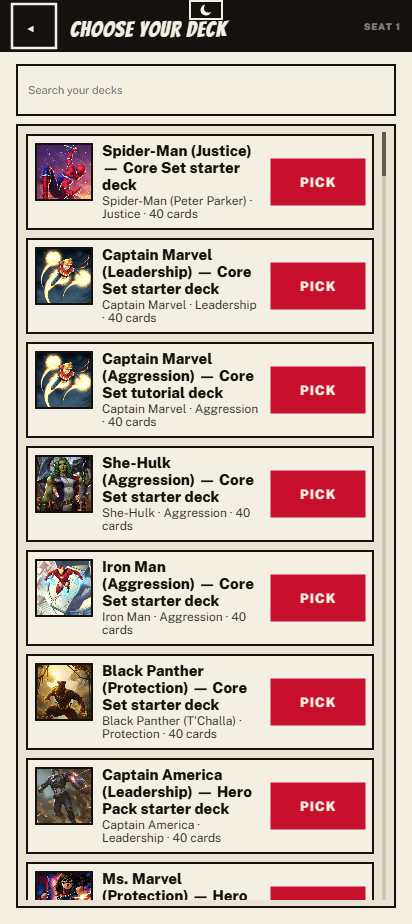 CHOOSE YOUR DECK
SEAT 1
Search your decks
Spider-Man (Justice)
— Core Set starter
deck
Spider-Man (Peter Parker) ·
Justice · 40 cards
PICK
Captain Marvel
(Leadership) — Core
Set starter deck
Captain Marvel · Leadership
· 40 cards
PICK
Captain Marvel
(Aggression) — Core
Set tutorial deck
Captain Marvel · Aggression
· 40 cards
PICK
She-Hulk
(Aggression) — Core
Set starter deck
She-Hulk · Aggression · 40
cards
PICK
Iron Man
(Aggression) — Core
Set starter deck
Iron Man · Aggression · 40
cards
PICK
Black Panther
(Protection) — Core
Set starter deck
Black Panther (T'Challa) ·
Protection · 40 cards
PICK
Captain America
(Leadership) — Hero
Pack starter deck
Captain America ·
Leadership · 40 cards
PICK
Ms. Marvel
(Protection) — Hero